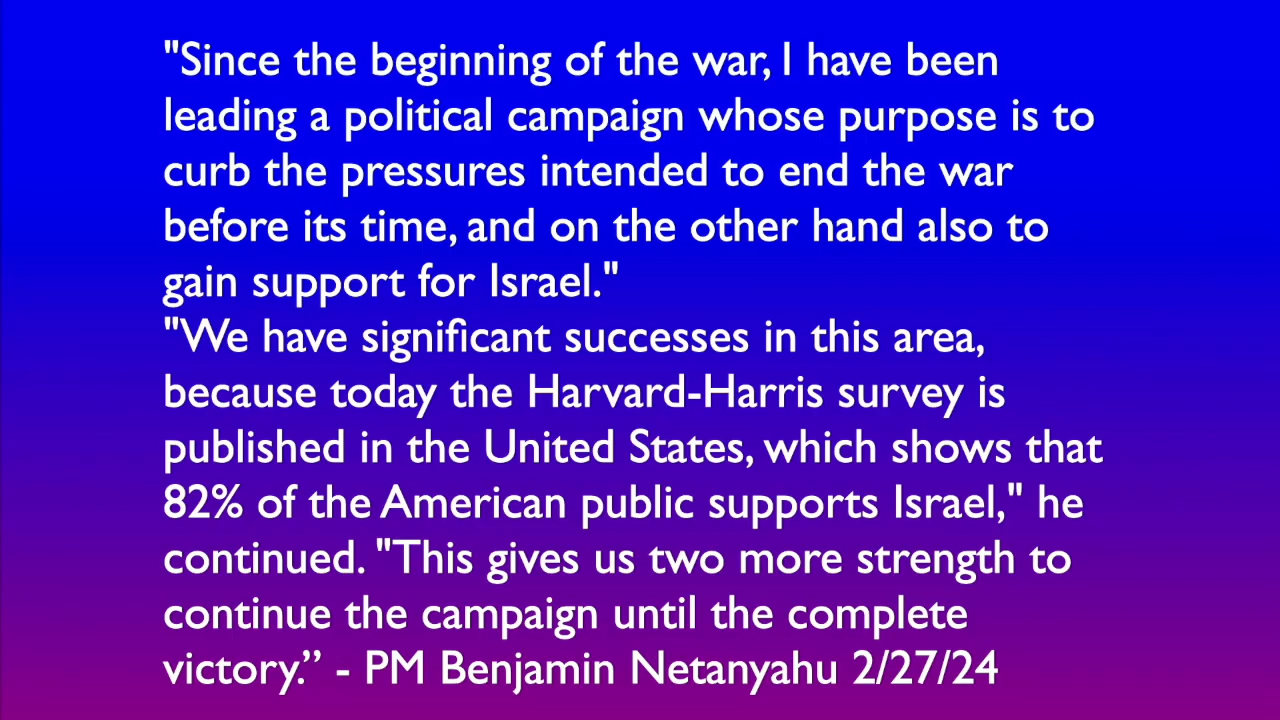 "Since the beginning of the war, I have been
leading a political campaign whose purpose is to
curb the pressures intended to end the war
before its time, and on the other hand also to
gain support for Israel."
"We have significant successes in this area,
because today the Harvard-Harris survey is
published in the United States, which shows that
82% of the American public supports Israel," he
continued. "This gives us two more strength to
continue the campaign until the complete
victory.” - PM Benjamin Netanyahu 2/27/24